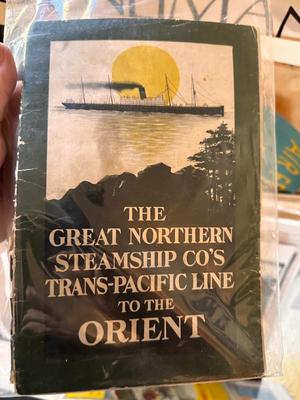 THE
GREAT NORTHERN
STEAMSHIP CO'S
TRANS-PACIFIC LINE
TO THE
ORIENT